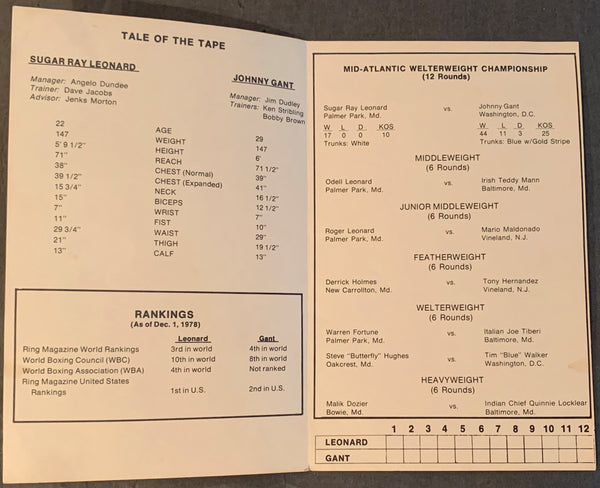 TALE OF THE TAPE
SUGAR RAY LEONARD JOHNNY GANT
Manager: Angelo Dundee Manager: Jim Dudley
Trainer: Dave Jacobs Trainers: Ken Stribling
Advisor: Jenks Morton Bobby Brown
22 AGE 29
147 WEIGHT 147
5' 9 1/2" HEIGHT 6'
71" REACH 71 1/2"
38" CHEST (Normal) 39"
39 1/2" CHEST (Expanded) 41"
15 3/4" NECK 16 1/2"
15" BICEPS 12 1/2"
7" WRIST 7"
11" FIST 10"
29 3/4" WAIST 29"
21" THIGH 19 1/2"
13" CALF 13"
RANKINGS
(As of Dec. 1, 1978)
Leonard Gant
Ring Magazine World Rankings 3rd in world 4th in world
World Boxing Council (WBC) 10th in world 8th in world
World Boxing Association (WBA) 4th in world Not ranked
Ring Magazine United States
Rankings 1st in U.S. 2nd in U.S.
MID-ATLANTIC WELTERWEIGHT CHAMPIONSHIP
(12 Rounds)
Sugar Ray Leonard vs. Johnny Gant
Palmer Park, Md. Washington, D.C.
W L D KOS W L D KOS
17 0 0 10 44 11 3 25
Trunks: White Trunks: Blue w/Gold Stripe
MIDDLEWEIGHT
(6 Rounds)
Odell Leonard vs. Irish Teddy Mann
Palmer Park, Md. Baltimore, Md.
JUNIOR MIDDLEWEIGHT
(6 Rounds)
Roger Leonard vs. Mario Maldonado
Palmer Park, Md. Vineland, N.J.
FEATHERWEIGHT
(6 Rounds)
Derrick Holmes vs. Tony Hernandez
New Carrollton, Md. Vineland, N.J.
WELTERWEIGHT
(6 Rounds)
Warren Fortune vs. Italian Joe Tiberi
Palmer Park, Md. Baltimore, Md.
Steve "Butterfly" Hughes vs. Tim "Blue" Walker
Oakcrest, Md. Washington, D.C.
HEAVYWEIGHT
(6 Rounds)
Malik Dozier vs. Indian Chief Quinnie Locklear
Bowie, Md. Baltimore, Md.
1 2 3 4 5 6 7 8 9 10 11 12
LEONARD
GANT